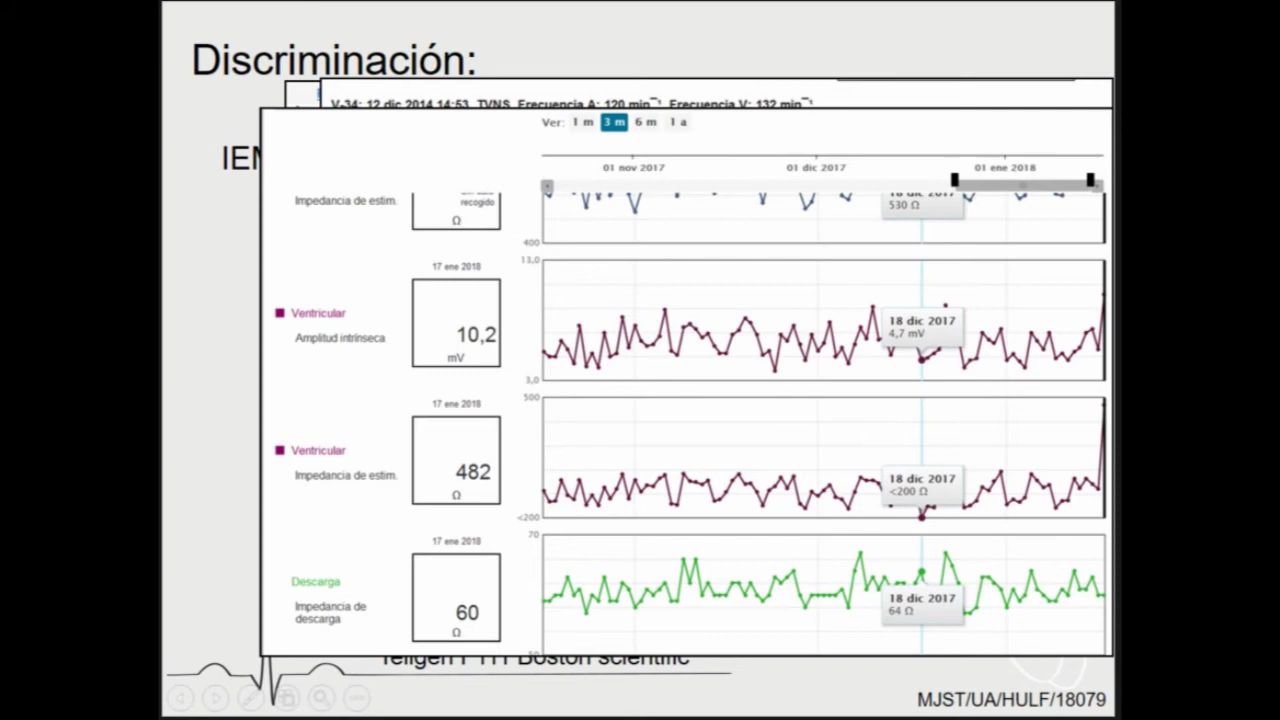 Discriminación:
V-34: 12 dic 2014 14:53 TVNS Frecuencia A: 120 min⁻¹ Frecuencia V: 132 min⁻¹
Ver: 1 m 3 m 6 m 1 a
01 nov 2017 01 dic 2017 01 ene 2018
Impedancia de estim.
recogido
Ω
18 dic 2017
530 Ω
400
17 ene 2018
Ventricular
Amplitud intrínseca
10,2
mV
13,0
18 dic 2017
4,7 mV
3,0
17 ene 2018
Ventricular
Impedancia de estim.
482
Ω
500
18 dic 2017
<200 Ω
<200
17 ene 2018
Descarga
Impedancia de
descarga
60
Ω
70
18 dic 2017
64 Ω
Boston scientific
MJST/UA/HULF/18079